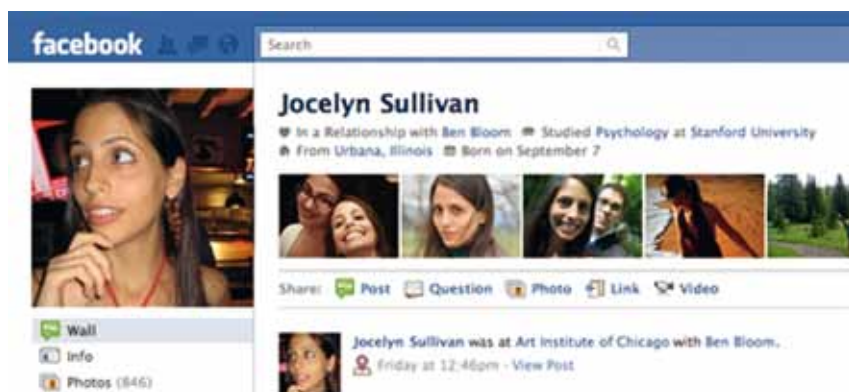 facebook
Search
Jocelyn Sullivan
In a Relationship with Ben Bloom Studied Psychology at Stanford University
From Urbana, Illinois Born on September 7
Share: Post Question Photo Link Video
Wall
Info
Photos (846)
Jocelyn Sullivan was at Art Institute of Chicago with Ben Bloom.
Friday at 12:46pm · View Post